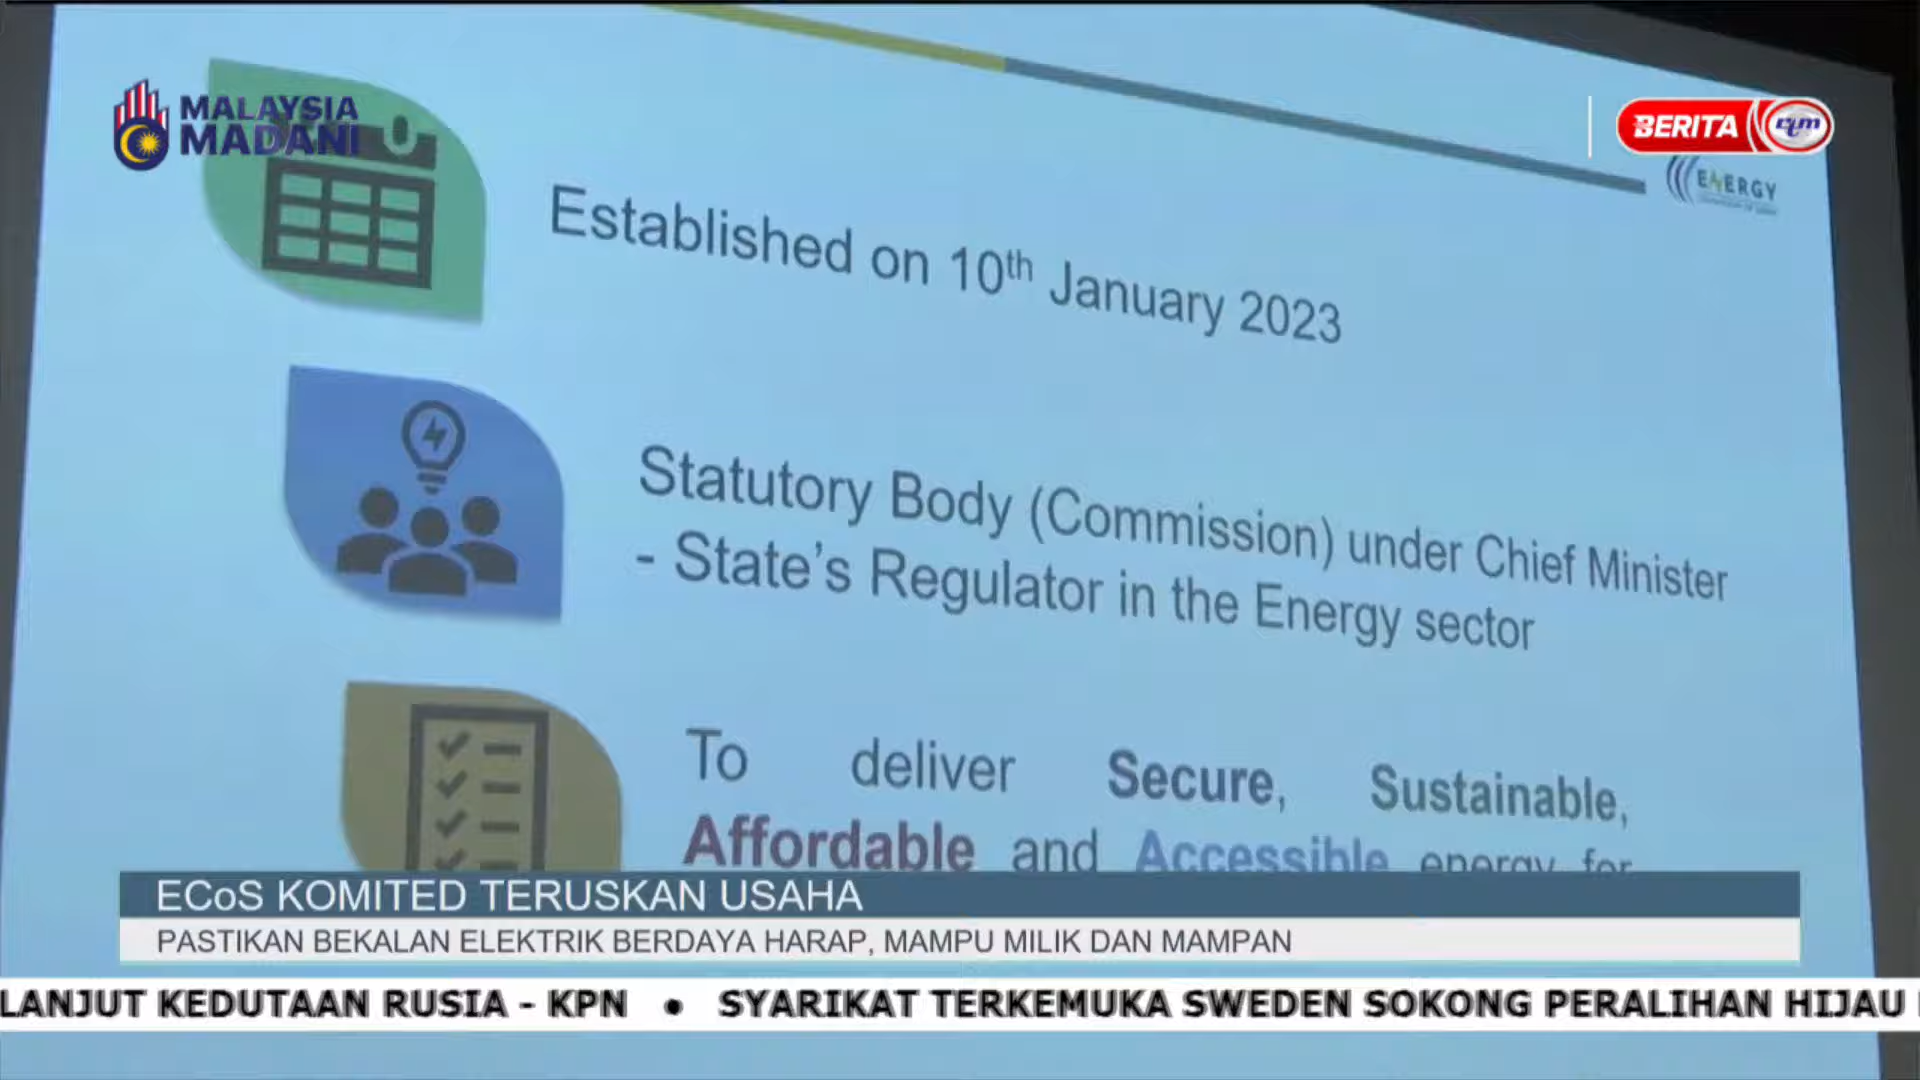 MALAYSIA
MADANI
BERITA rtm
ENERGY
Established on 10th January 2023
Statutory Body (Commission) under Chief Minister
- State's Regulator in the Energy sector
To deliver Secure, Sustainable,
Affordable and Accessible energy for
ECoS KOMITED TERUSKAN USAHA
PASTIKAN BEKALAN ELEKTRIK BERDAYA HARAP, MAMPU MILIK DAN MAMPAN
LANJUT KEDUTAAN RUSIA - KPN • SYARIKAT TERKEMUKA SWEDEN SOKONG PERALIHAN HIJAU